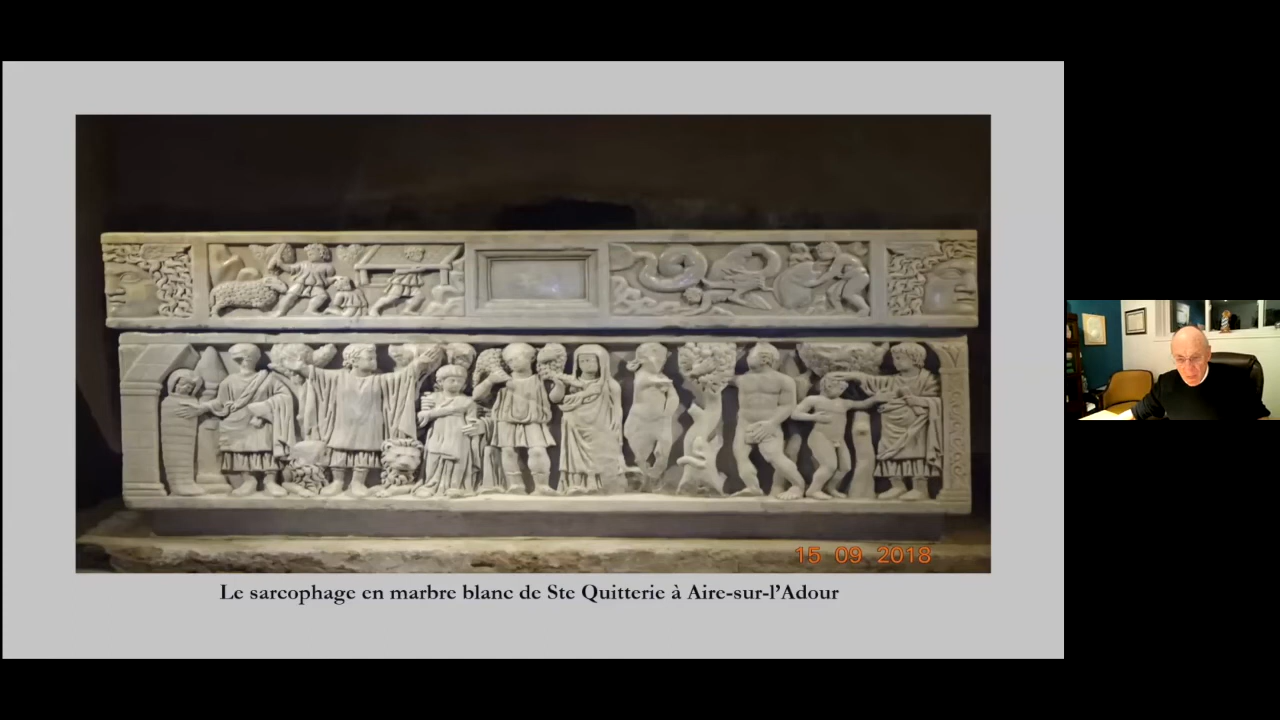 15 09 2018
Le sarcophage en marbre blanc de Ste Quitterie à Aire-sur-l’Adour